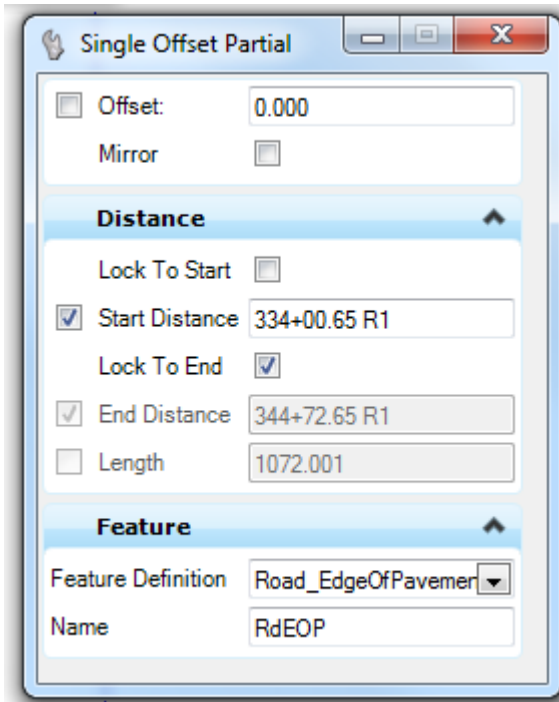 Single Offset Partial
Offset: 0.000
Mirror
Distance
Lock To Start
Start Distance 334+00.65 R1
Lock To End
End Distance 344+72.65 R1
Length 1072.001
Feature
Feature Definition Road_EdgeOfPavemen
Name RdEOP